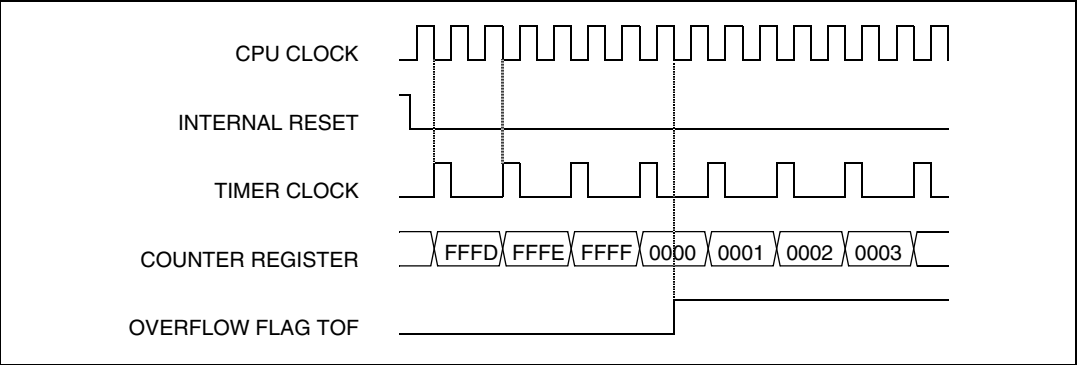 CPU CLOCK
INTERNAL RESET
TIMER CLOCK
COUNTER REGISTER FFFD FFFE FFFF 0000 0001 0002 0003
OVERFLOW FLAG TOF